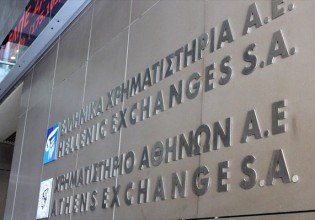 ΕΛΛΗΝΙΚΑ ΧΡΗΜΑΤΙΣΤΗΡΙΑ Α.Ε.
HELLENIC EXCHANGES S.A.
ΧΡΗΜΑΤΙΣΤΗΡΙΟ ΑΘΗΝΩΝ Α.Ε.
ATHENS EXCHANGE S.A.